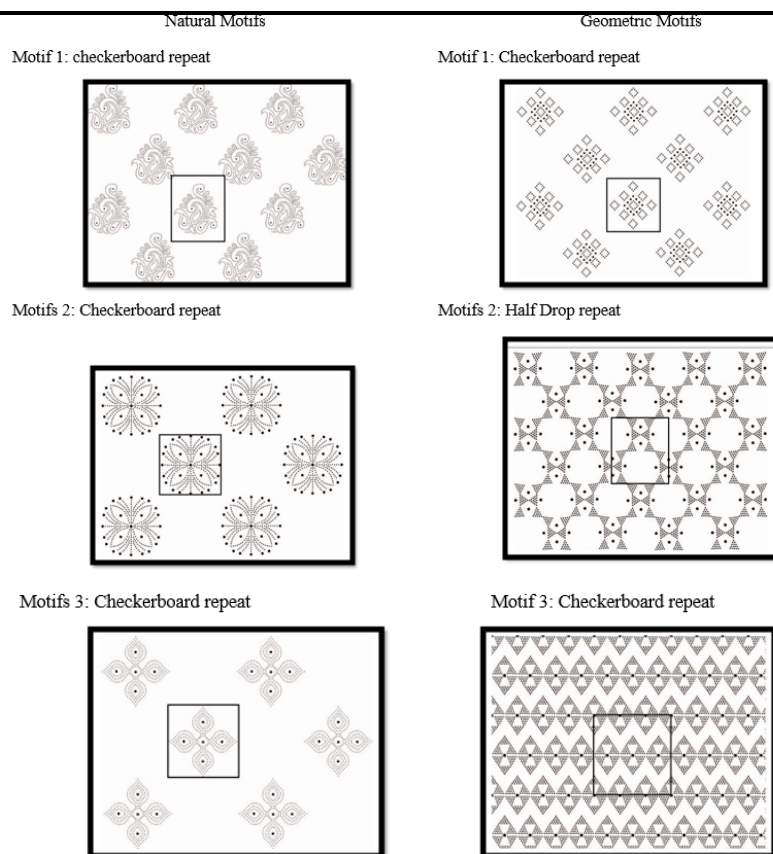 Natural Motifs
Geometric Motifs
Motif 1: checkerboard repeat
Motif 1: Checkerboard repeat
Motifs 2: Checkerboard repeat
Motifs 2: Half Drop repeat
Motifs 3: Checkerboard repeat
Motif 3: Checkerboard repeat